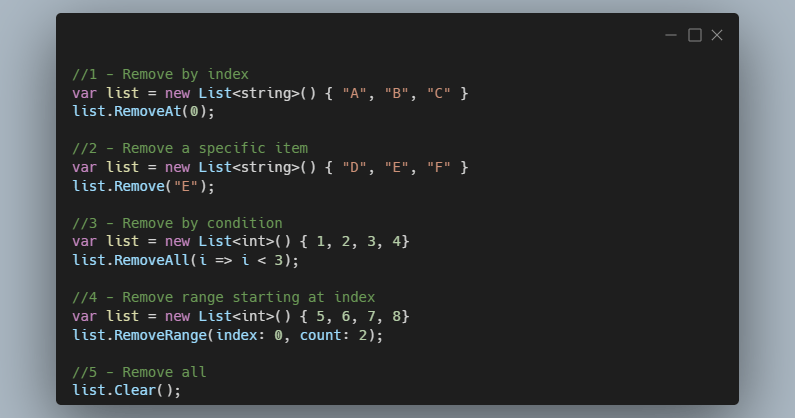 //1 - Remove by index
var list = new List<string>() { "A", "B", "C" }
list.RemoveAt(0);
//2 - Remove a specific item
var list = new List<string>() { "D", "E", "F" }
list.Remove("E");
//3 - Remove by condition
var list = new List<int>() { 1, 2, 3, 4}
list.RemoveAll(i => i < 3);
//4 - Remove range starting at index
var list = new List<int>() { 5, 6, 7, 8}
list.RemoveRange(index: 0, count: 2);
//5 - Remove all
list.Clear();